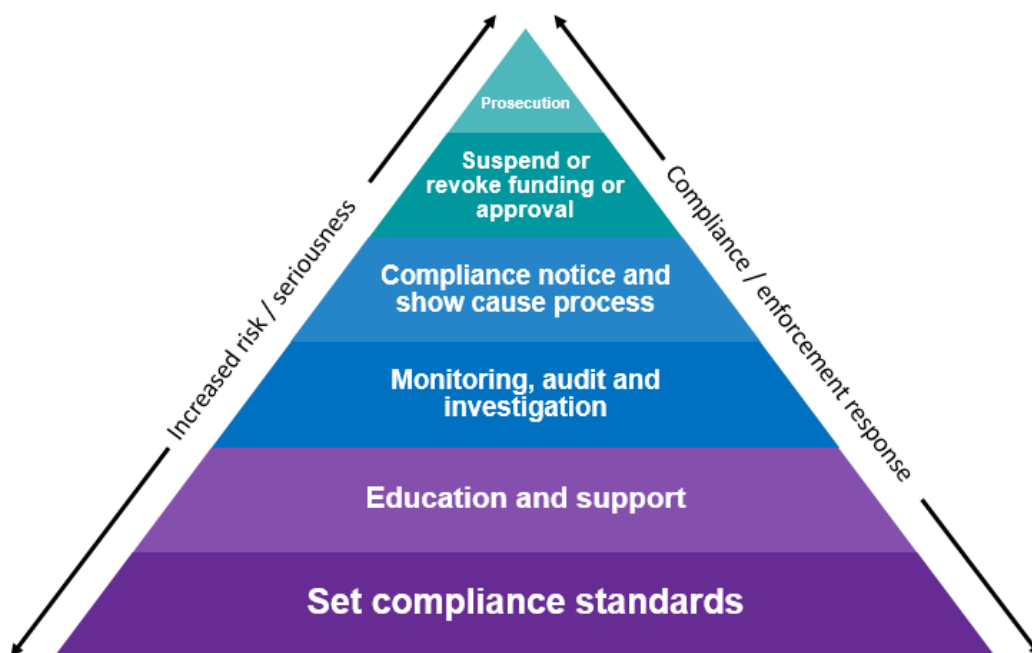 Prosecution
Suspend or
revoke funding or
approval
Compliance notice and
show cause process
Monitoring, audit and
investigation
Education and support
Set compliance standards
Increased risk / seriousness
Compliance / enforcement response